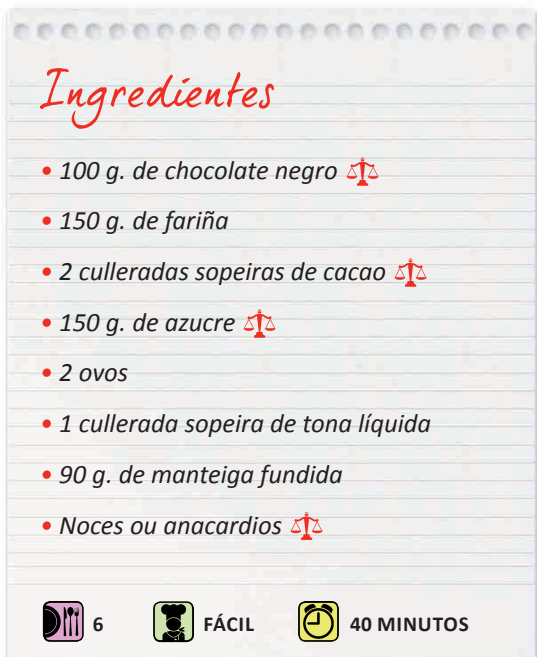 Ingredientes
• 100 g. de chocolate negro
• 150 g. de fariña
• 2 culleradas sopeiras de cacao
• 150 g. de azucre
• 2 ovos
• 1 cullerada sopeira de tona líquida
• 90 g. de manteiga fundida
• Noces ou anacardios
6 FÁCIL 40 MINUTOS